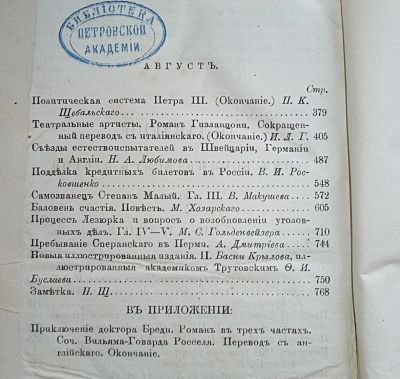 БИБЛІОТЕКА
ПЕТРОВСКОЙ
АКАДЕМІИ.
АВГУСТЪ.
Стр.
Политическая система Петра III. (Окончаніе.) П. К.
Щебальскаго 379
Театральные артисты. Романъ Гизланцони. Сокращен-
ный переводъ съ италіянскаго. (Окончаніе.) И. Л. Г. 405
Съѣзды естествоиспытателей въ Швейцаріи, Германіи
и Англіи. Н. А. Любимова 487
Поддѣлка кредитныхъ билетовъ въ Россіи. В. И. Рос-
ковшенко 548
Самозванецъ Степанъ Малый. Гл. III. В. Макушева 572
Баловень счастія. Повѣсть. М. Хозарскаго 605
Процессъ Лезюрка и вопросъ о возобновленіи уголов-
ныхъ дѣлъ. Гл. IV—V. М. С. Гольденвейзера 710
Пребываніе Сперанскаго въ Перми. А. Дмитріева 744
Новыя иллюстрированныя изданія. II. Басни Крылова, ил-
люстрированныя академикомъ Трутовскимъ. Ѳ. И.
Буслаева 750
Замѣтка. П. Щ. 768
ВЪ ПРИЛОЖЕНІИ:
Приключеніе доктора Бреди. Романъ въ трехъ частяхъ.
Соч. Вильяма-Говарда Росселя. Переводъ съ ан-
глійскаго. Окончаніе.